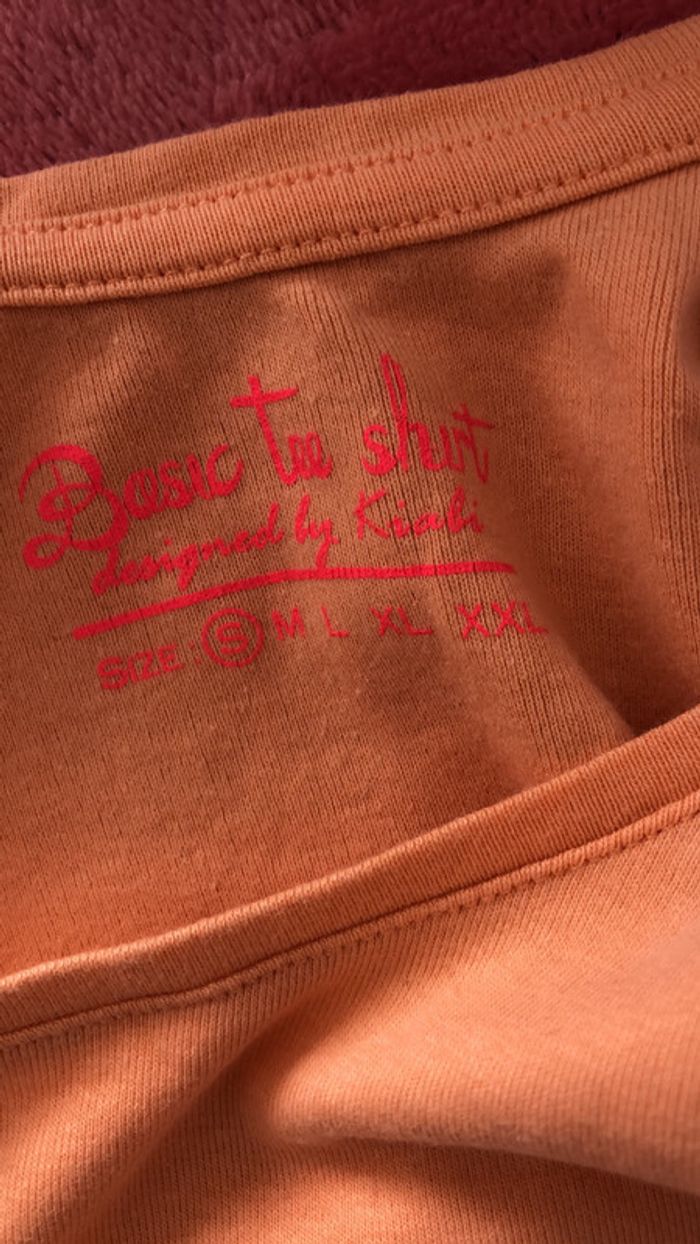 Basic tee shirt
designed by Kiabi
SIZE: S M L XL XXL